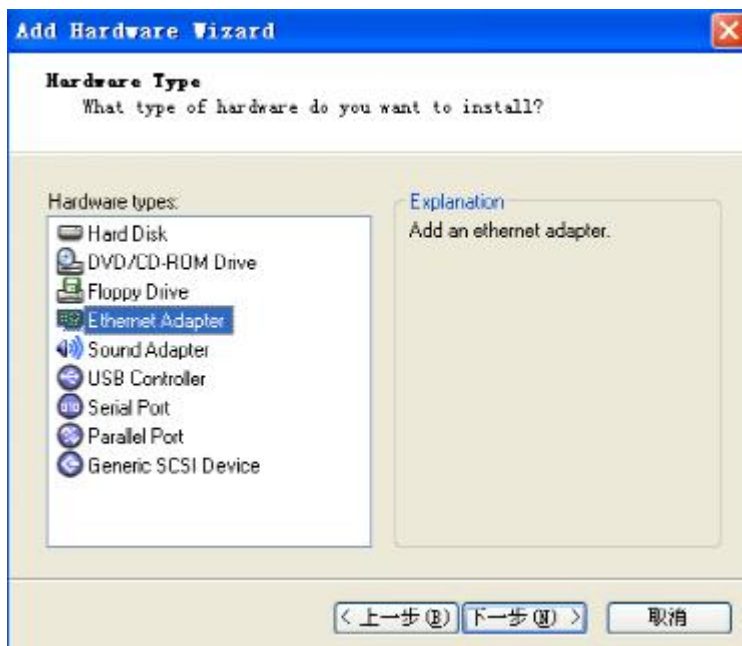 Add Hardware Wizard
Hardware Type
What type of hardware do you want to install?
Hardware types:
Explanation
Hard Disk
DVD/CD-ROM Drive
Floppy Drive
Ethernet Adapter
Sound Adapter
USB Controller
Serial Port
Parallel Port
Generic SCSI Device
Add an ethernet adapter.
< 上一步(B)
下一步(N) >
取消